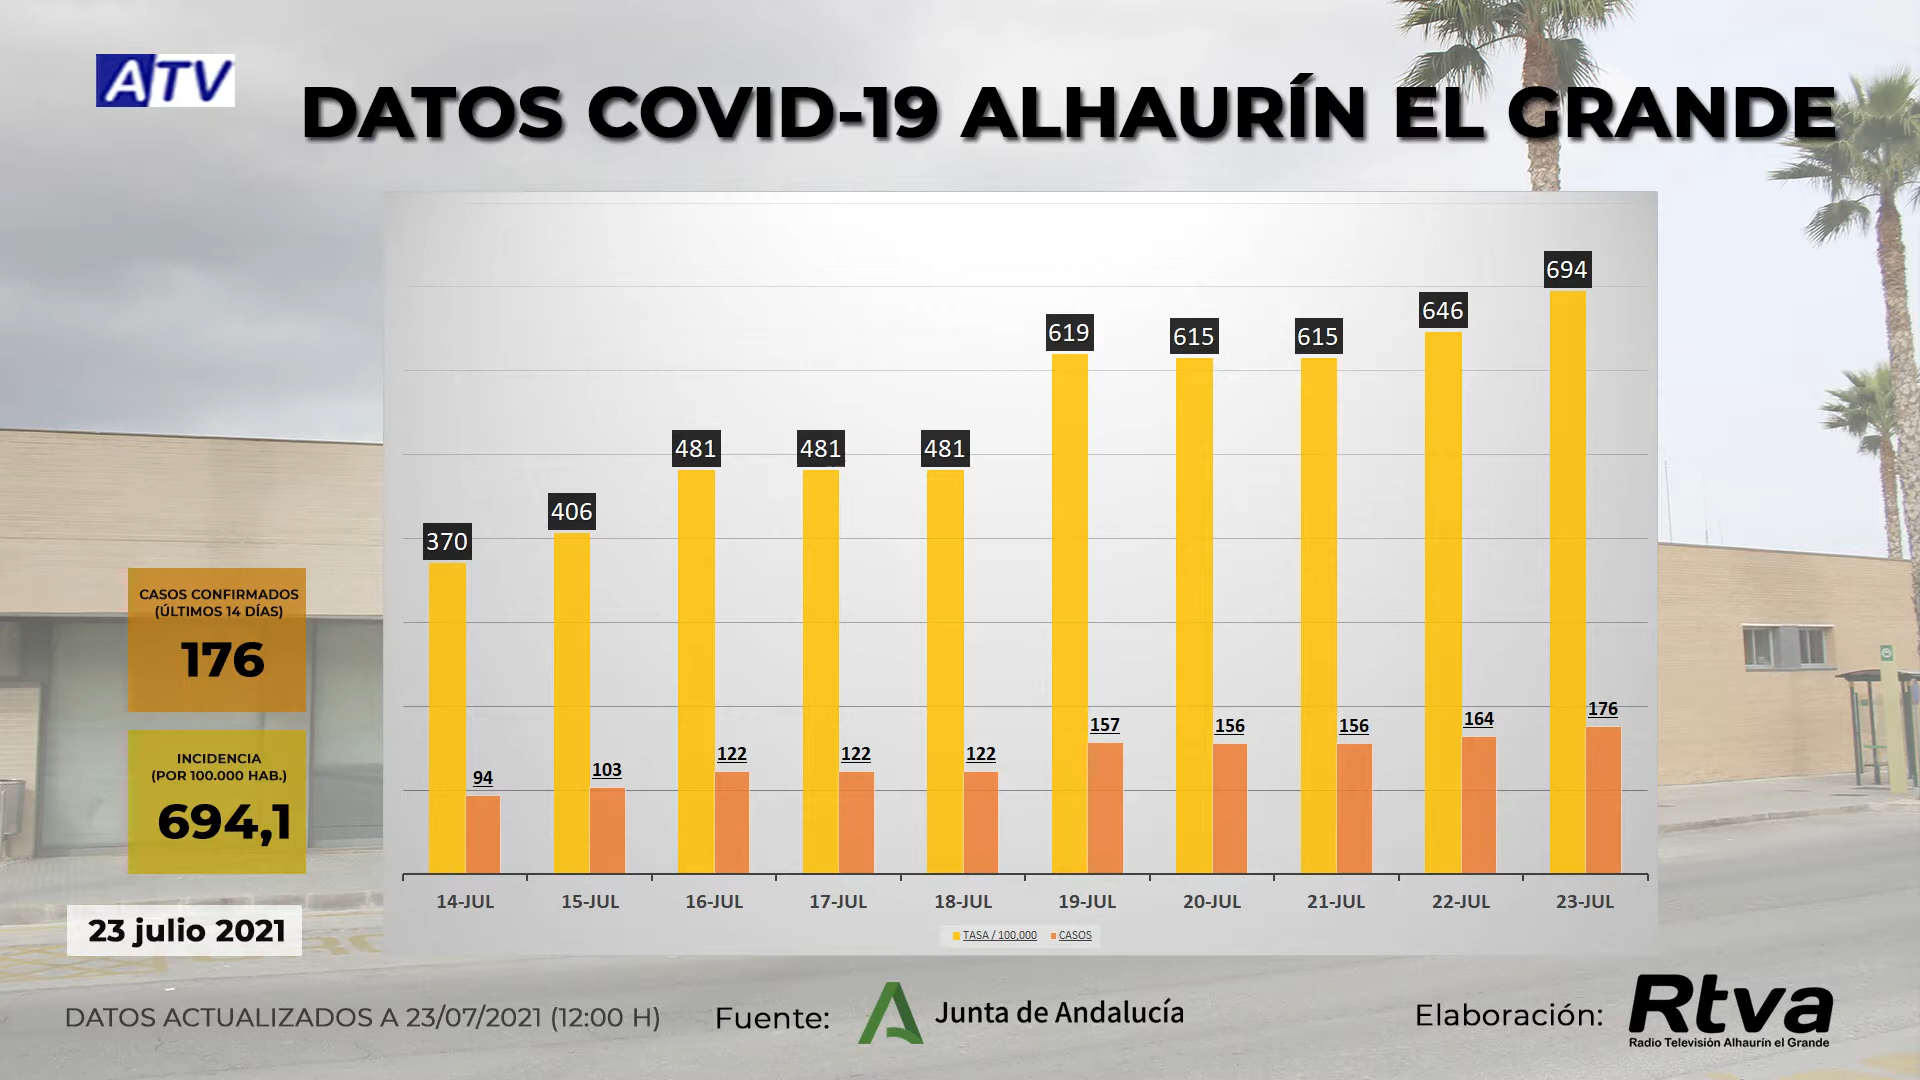 ATV
DATOS COVID-19 ALHAURÍN EL GRANDE
694
646
619
615
615
481
481
481
406
370
176
164
157
156
156
122
122
122
103
94
14-JUL 15-JUL 16-JUL 17-JUL 18-JUL 19-JUL 20-JUL 21-JUL 22-JUL 23-JUL
TASA / 100,000 CASOS
CASOS CONFIRMADOS
(ÚLTIMOS 14 DÍAS)
176
INCIDENCIA
(POR 100.000 HAB.)
694,1
23 julio 2021
DATOS ACTUALIZADOS A 23/07/2021 (12:00 H)
Fuente:
Junta de Andalucía
Elaboración:
Rtva
Radio Televisión Alhaurín el Grande